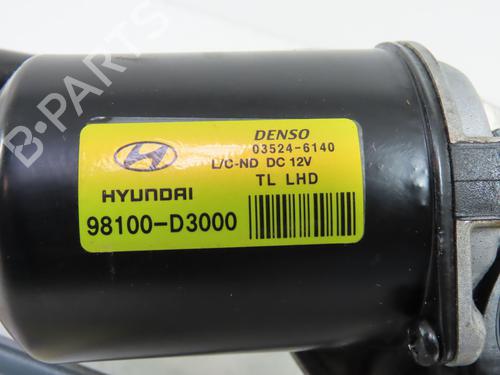 DENSO
03524-6140
L/C-ND DC 12V
HYUNDAI
TL LHD
98100-D3000
B-PARTS